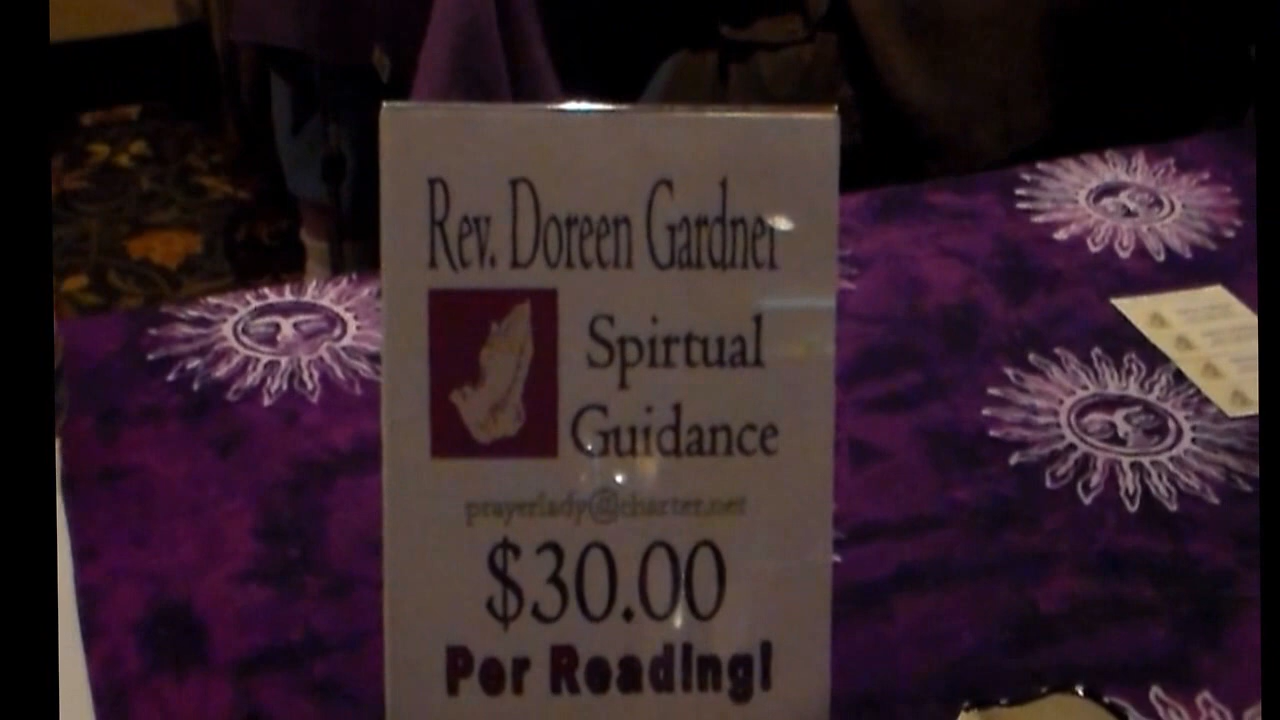 Rev. Doreen Gardner
Spirtual
Guidance
prayerlady@charter.net
$30.00
Per Reading!